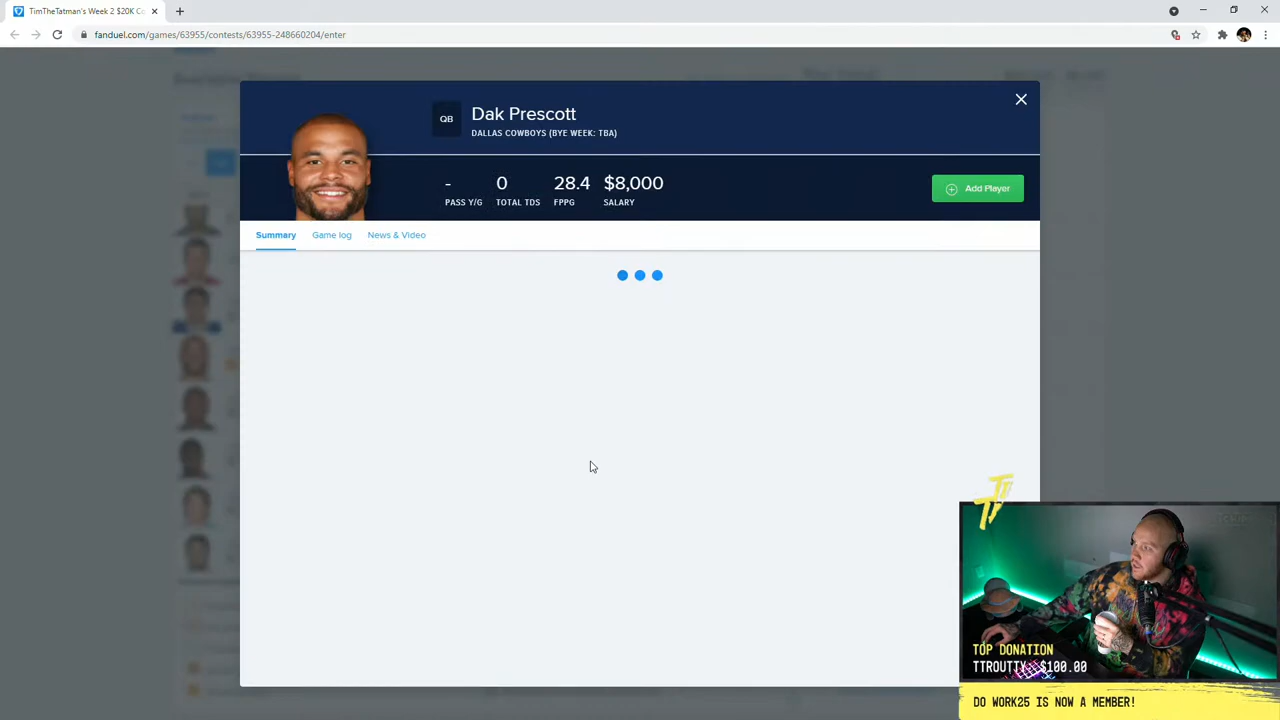 TimTheTatman's Week 2 $20K Co
fanduel.com/games/63955/contests/63955-248660204/enter
QB
Dak Prescott
DALLAS COWBOYS (BYE WEEK: TBA)
- 0 28.4 $8,000
PASS Y/G TOTAL TDS FPPG SALARY
Add Player
Summary Game log News & Video
TOP DONATION
TTROUTTY $100.00
DO WORK25 IS NOW A MEMBER!